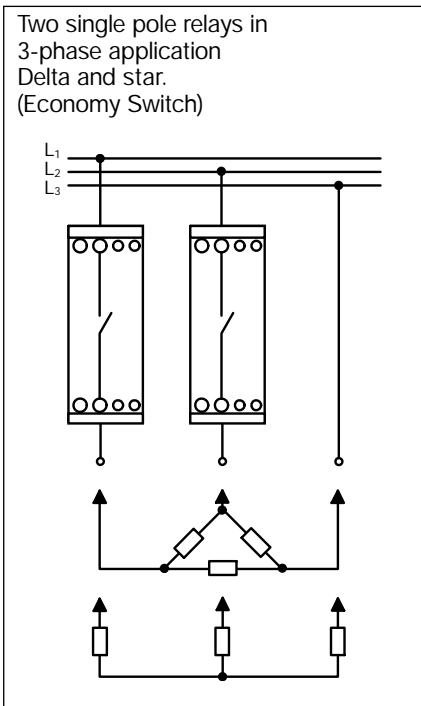 Two single pole relays in
3-phase application
Delta and star.
(Economy Switch)
L₁
L₂
L₃